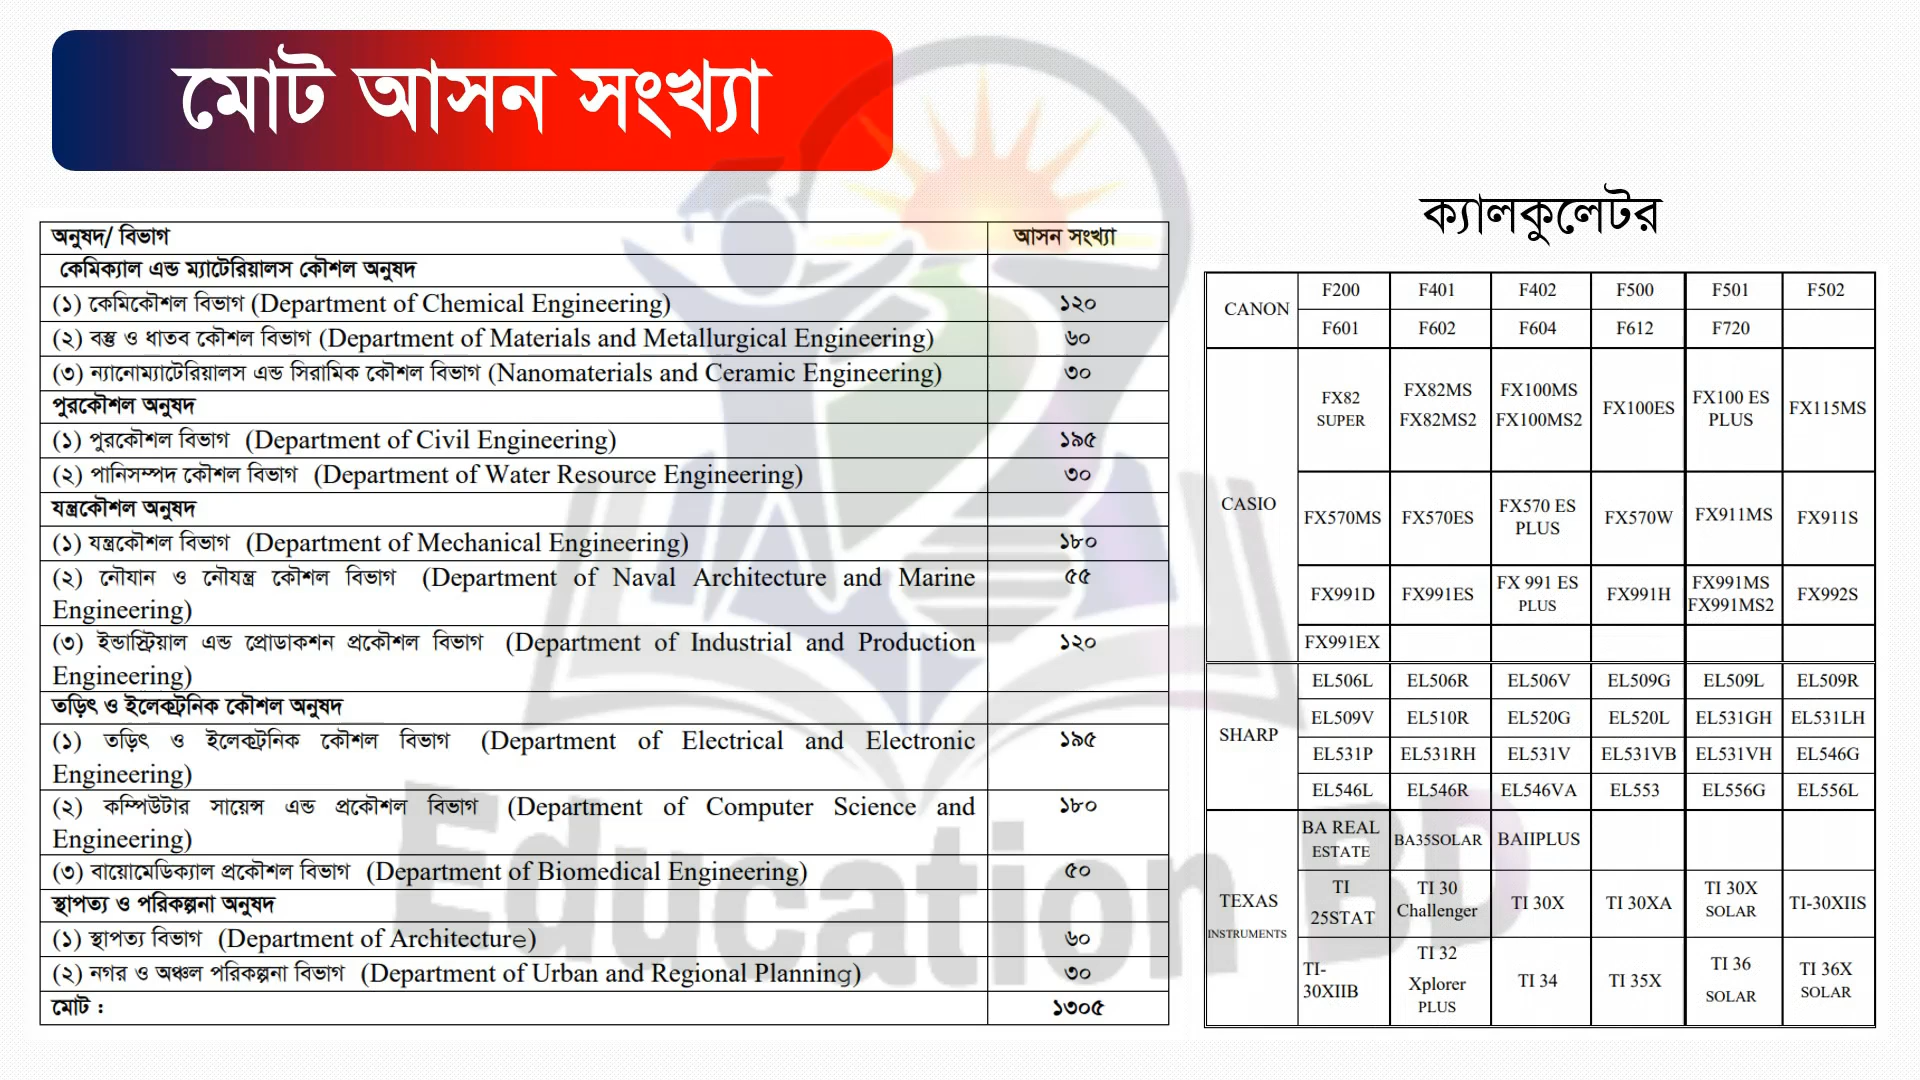 মোট আসন সংখ্যা
অনুষদ/ বিভাগ আসন সংখ্যা
কেমিক্যাল এন্ড ম্যাটেরিয়ালস কৌশল অনুষদ
(১) কেমিকৌশল বিভাগ (Department of Chemical Engineering) ১২০
(২) বস্তু ও ধাতব কৌশল বিভাগ (Department of Materials and Metallurgical Engineering) ৬০
(৩) ন্যানোম্যাটেরিয়ালস এন্ড সিরামিক কৌশল বিভাগ (Nanomaterials and Ceramic Engineering) ৩০
পুরকৌশল অনুষদ
(১) পুরকৌশল বিভাগ (Department of Civil Engineering) ১৯৫
(২) পানিসম্পদ কৌশল বিভাগ (Department of Water Resource Engineering) ৩০
যন্ত্রকৌশল অনুষদ
(১) যন্ত্রকৌশল বিভাগ (Department of Mechanical Engineering) ১৮০
(২) নৌযান ও নৌযন্ত্র কৌশল বিভাগ (Department of Naval Architecture and Marine ৫৫
Engineering)
(৩) ইন্ডাস্ট্রিয়াল এন্ড প্রোডাকশন প্রকৌশল বিভাগ (Department of Industrial and Production ১২০
Engineering)
তড়িৎ ও ইলেকট্রনিক কৌশল অনুষদ
(১) তড়িৎ ও ইলেকট্রনিক কৌশল বিভাগ (Department of Electrical and Electronic ১৯৫
Engineering)
(২) কম্পিউটার সায়েন্স এন্ড প্রকৌশল বিভাগ (Department of Computer Science and ১৮০
Engineering)
(৩) বায়োমেডিক্যাল প্রকৌশল বিভাগ (Department of Biomedical Engineering) ৫০
স্থাপত্য ও পরিকল্পনা অনুষদ
(১) স্থাপত্য বিভাগ (Department of Architecture) ৬০
(২) নগর ও অঞ্চল পরিকল্পনা বিভাগ (Department of Urban and Regional Planning) ৩০
মোট : ১৩০৫
ক্যালকুলেটর
CANON
F200 F401 F402 F500 F501 F502
F601 F602 F604 F612 F720
CASIO
FX82 SUPER FX82MS FX82MS2 FX100MS FX100MS2 FX100ES FX100 ES PLUS FX115MS
FX570MS FX570ES FX570 ES PLUS FX570W FX911MS FX911S
FX991D FX991ES FX 991 ES PLUS FX991H FX991MS FX991MS2 FX992S
FX991EX
SHARP
EL506L EL506R EL506V EL509G EL509L EL509R
EL509V EL510R EL520G EL520L EL531GH EL531LH
EL531P EL531RH EL531V EL531VB EL531VH EL546G
EL546L EL546R EL546VA EL553 EL556G EL556L
TEXAS INSTRUMENTS
BA REAL ESTATE BA35SOLAR BAIIPLUS
TI 25STAT TI 30 Challenger TI 30X TI 30XA TI 30X SOLAR TI-30XIIS
TI-30XIIB TI 32 Xplorer PLUS TI 34 TI 35X TI 36 SOLAR TI 36X SOLAR
Education BD